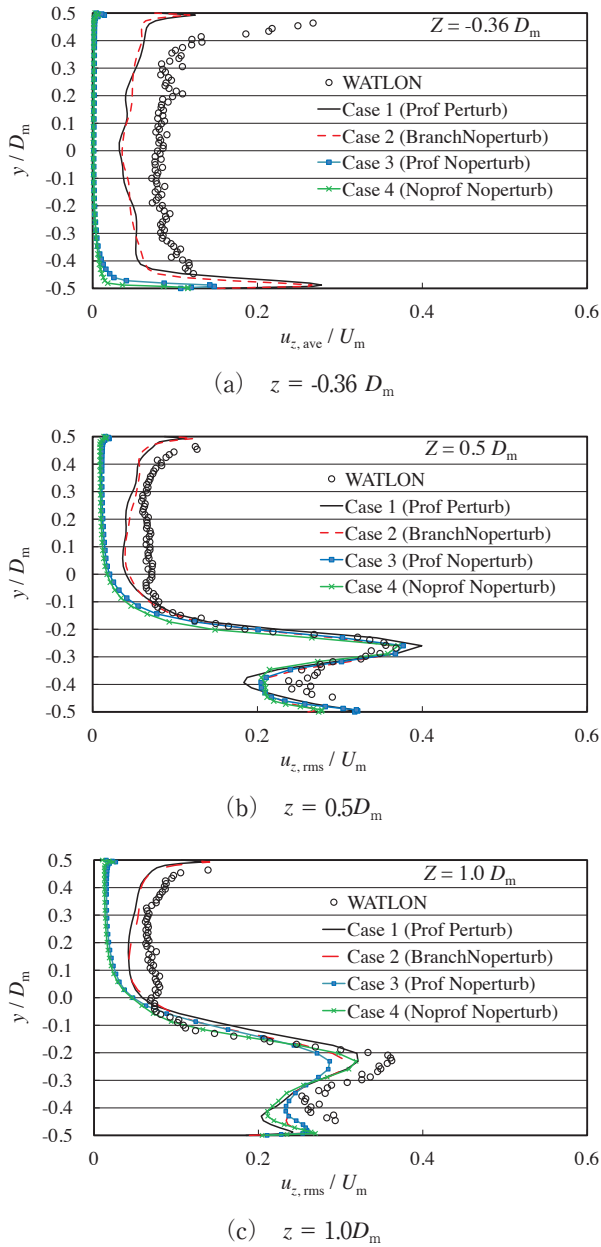 0.5
0.4
0.3
0.2
0.1
0
-0.1
-0.2
-0.3
-0.4
-0.5
y / Dm
Z = -0.36 Dm
WATLON
Case 1 (Prof Perturb)
Case 2 (BranchNoperturb)
Case 3 (Prof Noperturb)
Case 4 (Noprof Noperturb)
0 0.2 0.4 0.6
uz, ave / Um
(a) z = -0.36 Dm
0.5
0.4
0.3
0.2
0.1
0
-0.1
-0.2
-0.3
-0.4
-0.5
y / Dm
Z = 0.5 Dm
WATLON
Case 1 (Prof Perturb)
Case 2 (BranchNoperturb)
Case 3 (Prof Noperturb)
Case 4 (Noprof Noperturb)
0 0.2 0.4 0.6
uz, rms / Um
(b) z = 0.5Dm
0.5
0.4
0.3
0.2
0.1
0.0
-0.1
-0.2
-0.3
-0.4
-0.5
y / Dm
Z = 1.0 Dm
WATLON
Case 1 (Prof Perturb)
Case 2 (BranchNoperturb)
Case 3 (Prof Noperturb)
Case 4 (Noprof Noperturb)
0 0.2 0.4 0.6
uz, rms / Um
(c) z = 1.0Dm